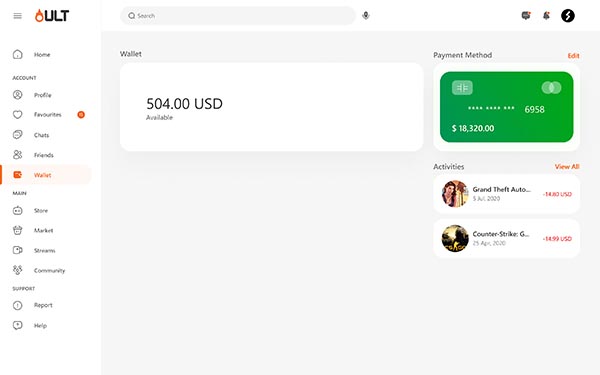 ULT
Search
Home
ACCOUNT
Profile
Favourites
Chats
Friends
Wallet
MAIN
Store
Market
Streams
Community
SUPPORT
Report
Help
Wallet
504.00 USD
Available
Payment Method
Edit
**** **** *** 6958
$ 18,320.00
Activities
View All
Grand Theft Auto...
5 Jul, 2020
-14.80 USD
Counter-Strike: G...
25 Apr, 2020
-14.99 USD